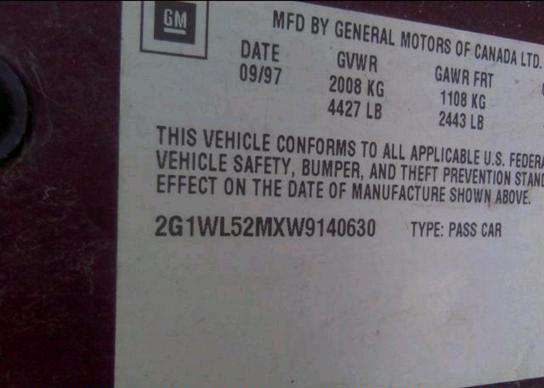 GM
MFD BY GENERAL MOTORS OF CANADA LTD.
DATE GVWR GAWR FRT
09/97 2008 KG 1108 KG
4427 LB 2443 LB
THIS VEHICLE CONFORMS TO ALL APPLICABLE U.S. FEDERA
VEHICLE SAFETY, BUMPER, AND THEFT PREVENTION STAND
EFFECT ON THE DATE OF MANUFACTURE SHOWN ABOVE.
2G1WL52MXW9140630 TYPE: PASS CAR